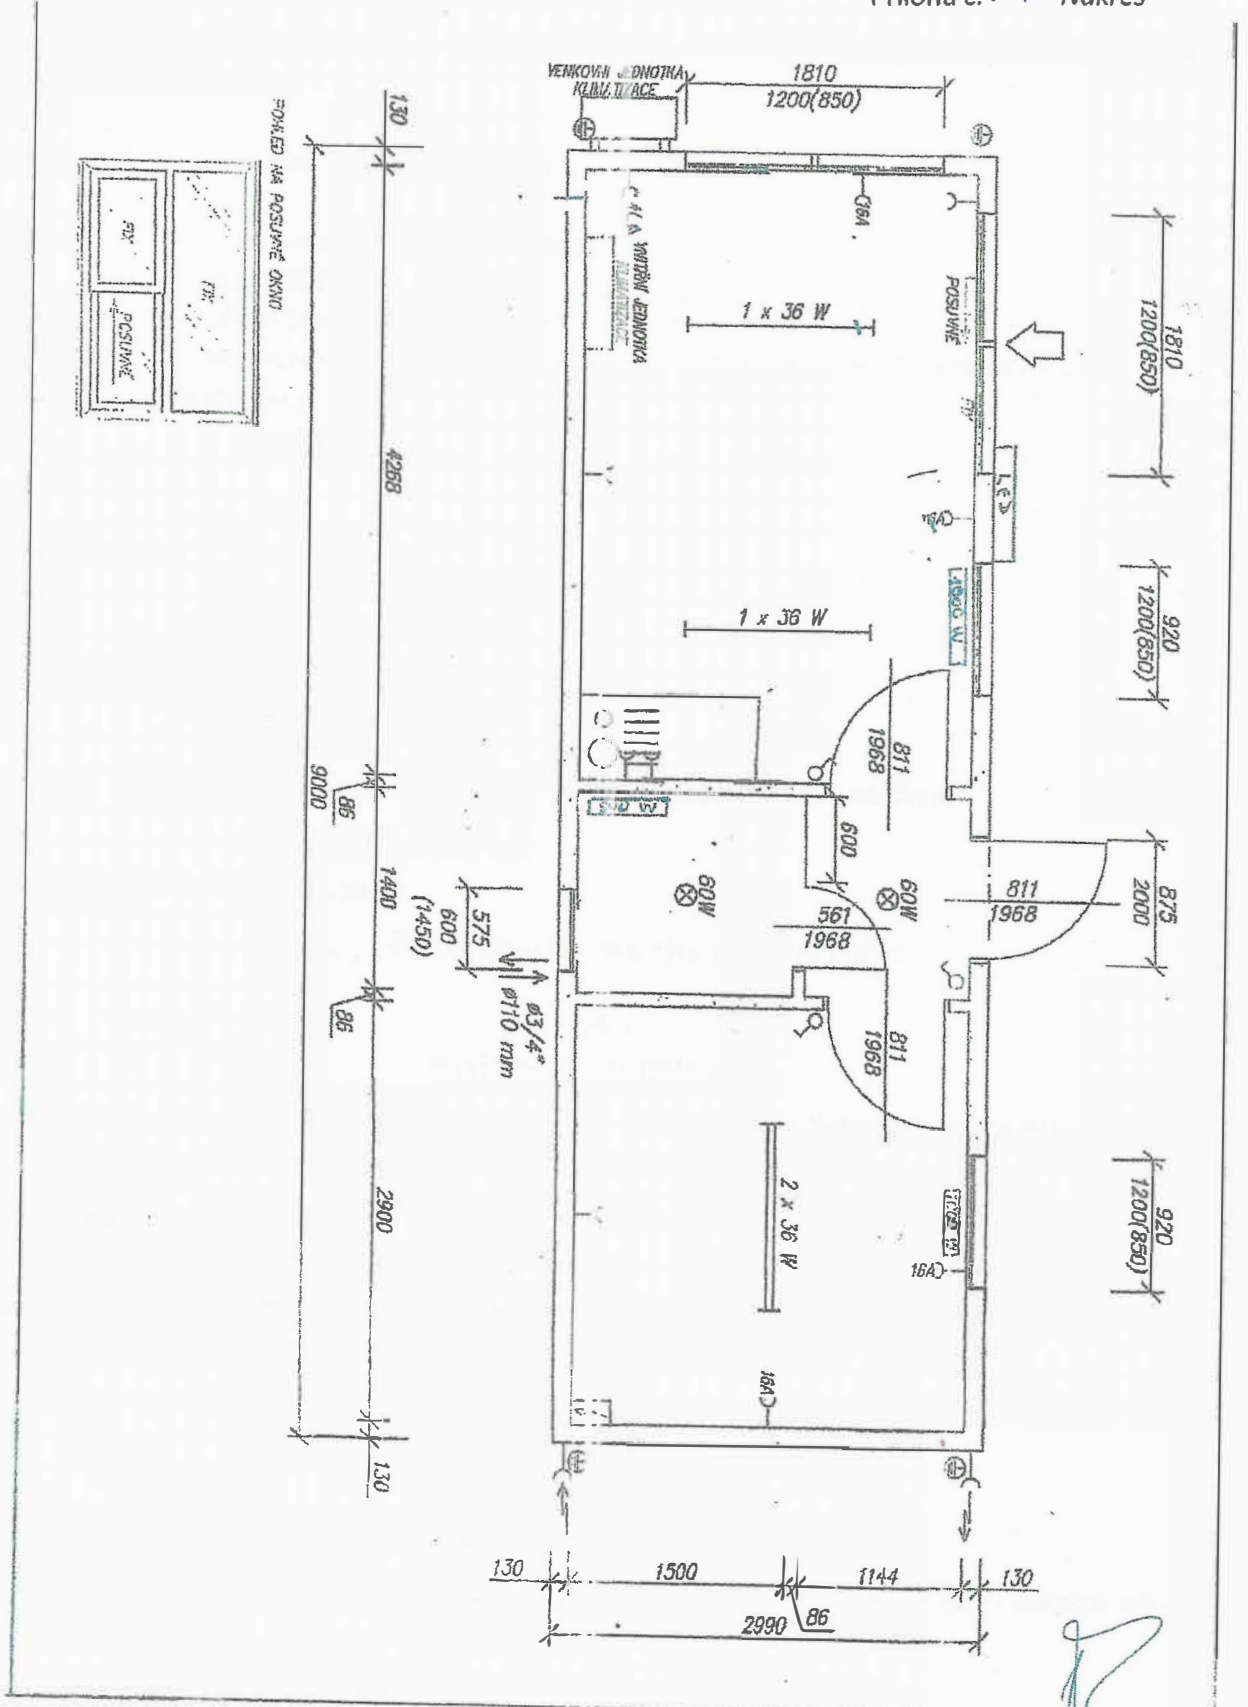 Nákres
VENKOVNÍ JEDNOTKA
KLIMATIZACE
1810
1200(850)
130
POHLED NA POSUVNÉ OKNO
FIX
FIX
POSUVNÉ
16A
VNITŘNÍ JEDNOTKA
KLIMATIZACE
POSUVNÉ
FIX
1810
1200(850)
1 x 36 W
4268
16A
920
1200(850)
1 x 36 W
811
1968
9000
86
600
1400
575
600
(1450)
60W
60W
561
1968
811
1968
875
2000
86
ø3/4"
ø110 mm
811
1968
2900
2 x 36 W
920
1200(850)
16A
16A
130
130
1500
1144
130
86
2990